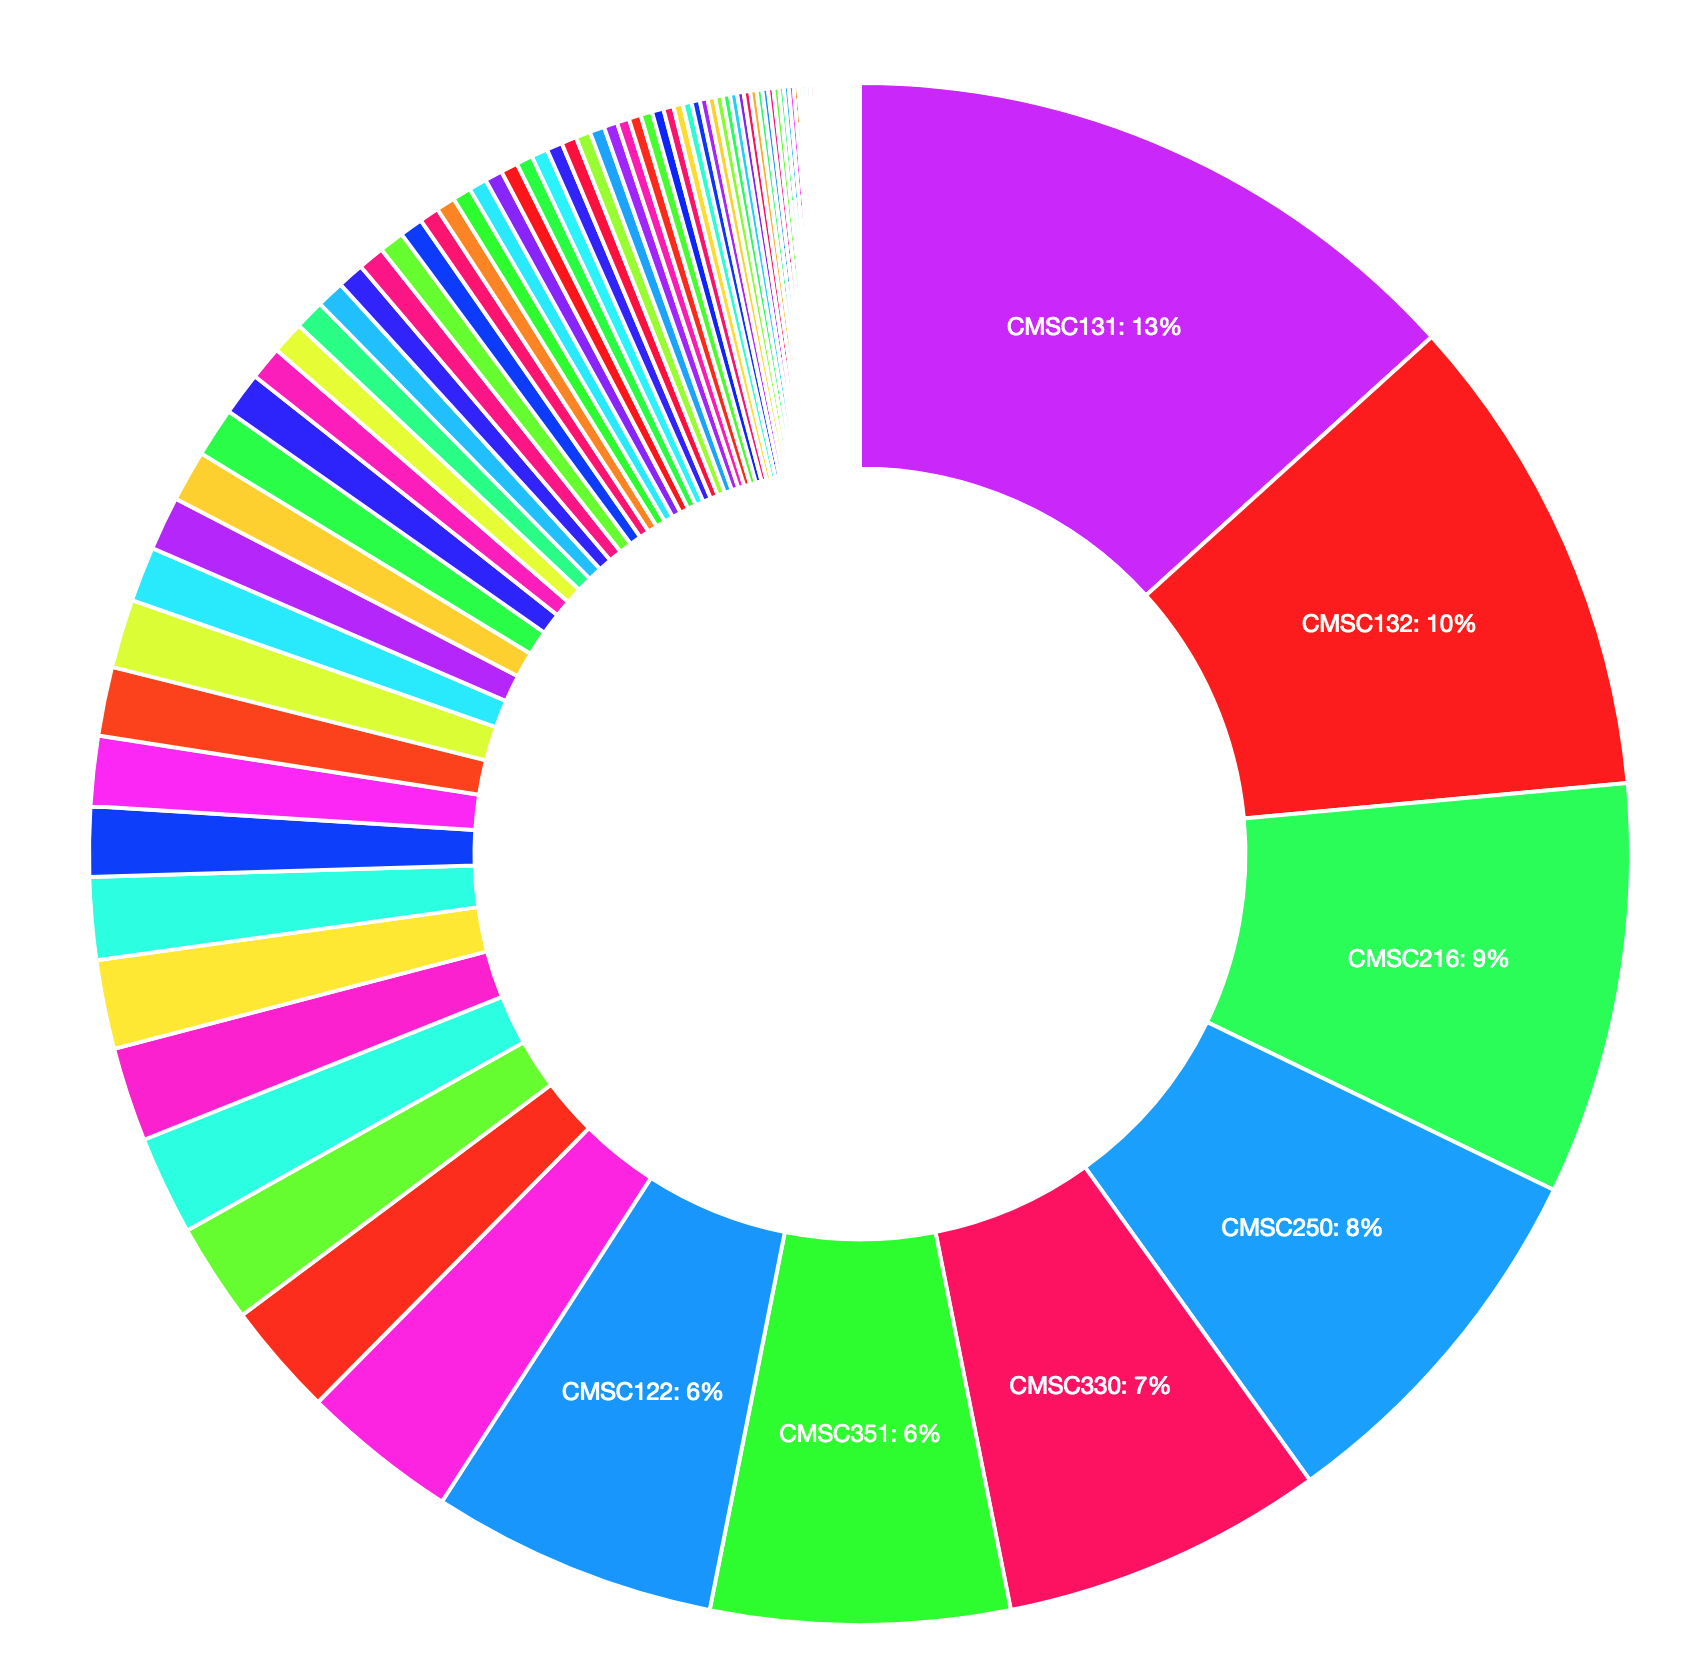 CMSC131: 13%
CMSC132: 10%
CMSC216: 9%
CMSC250: 8%
CMSC330: 7%
CMSC351: 6%
CMSC122: 6%